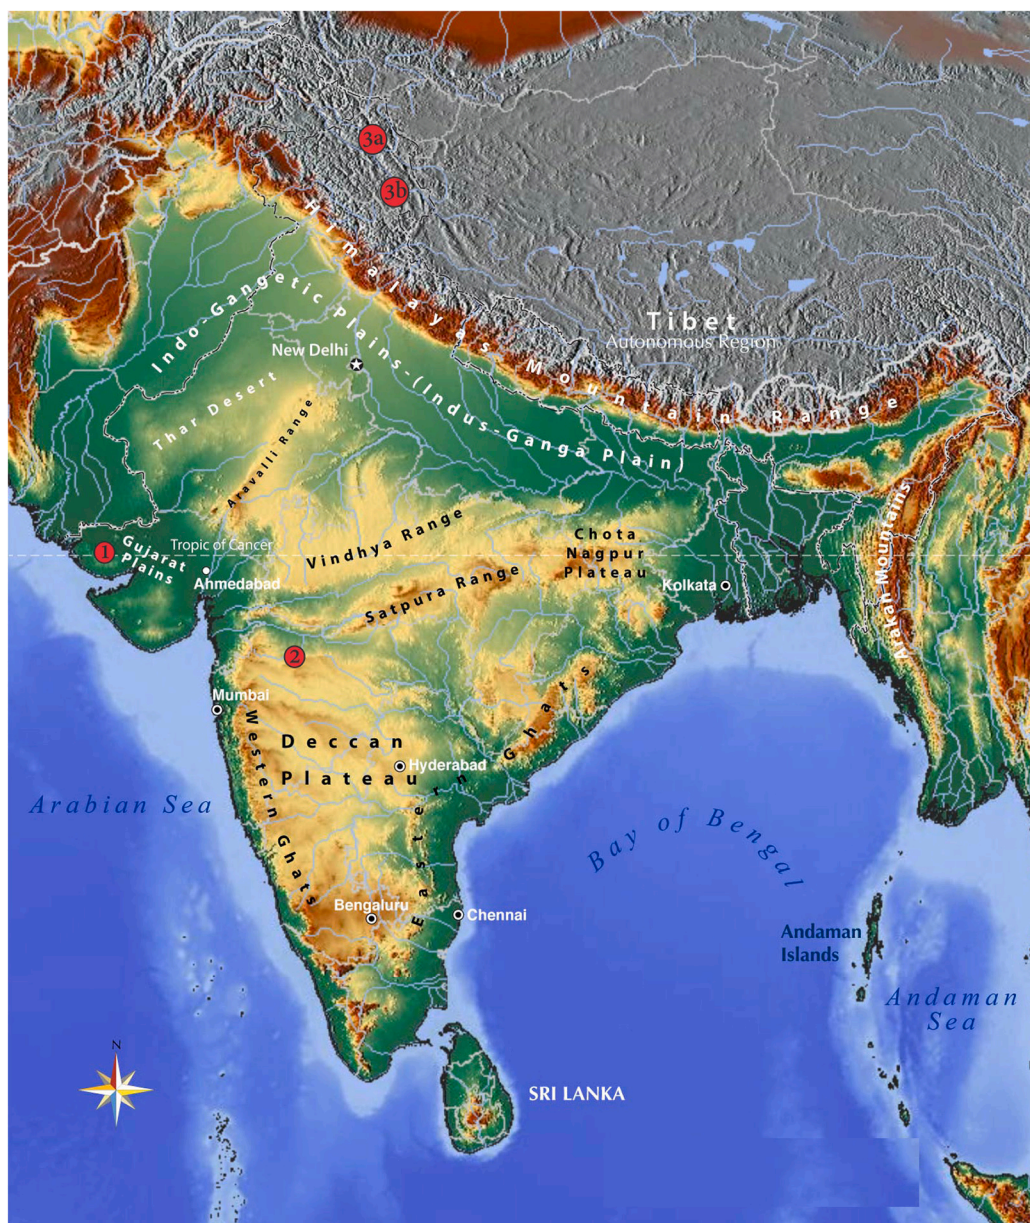 3a
3b
Himalayas Mountain Range
Tibet
Autonomous Region
Indo-Gangetic Plains-(Indus-Ganga Plain)
New Delhi
Thar Desert
Aravalli Range
1
Gujarat
Plains
Tropic of Cancer
Ahmedabad
Vindhya Range
Satpura Range
Chota
Nagpur
Plateau
Kolkata
Arakan Mountains
2
Mumbai
Western Ghats
Deccan
Plateau
Hyderabad
Eastern Ghats
Arabian Sea
Bay of Bengal
Bengaluru
Chennai
Andaman
Islands
Andaman
Sea
N
SRI LANKA